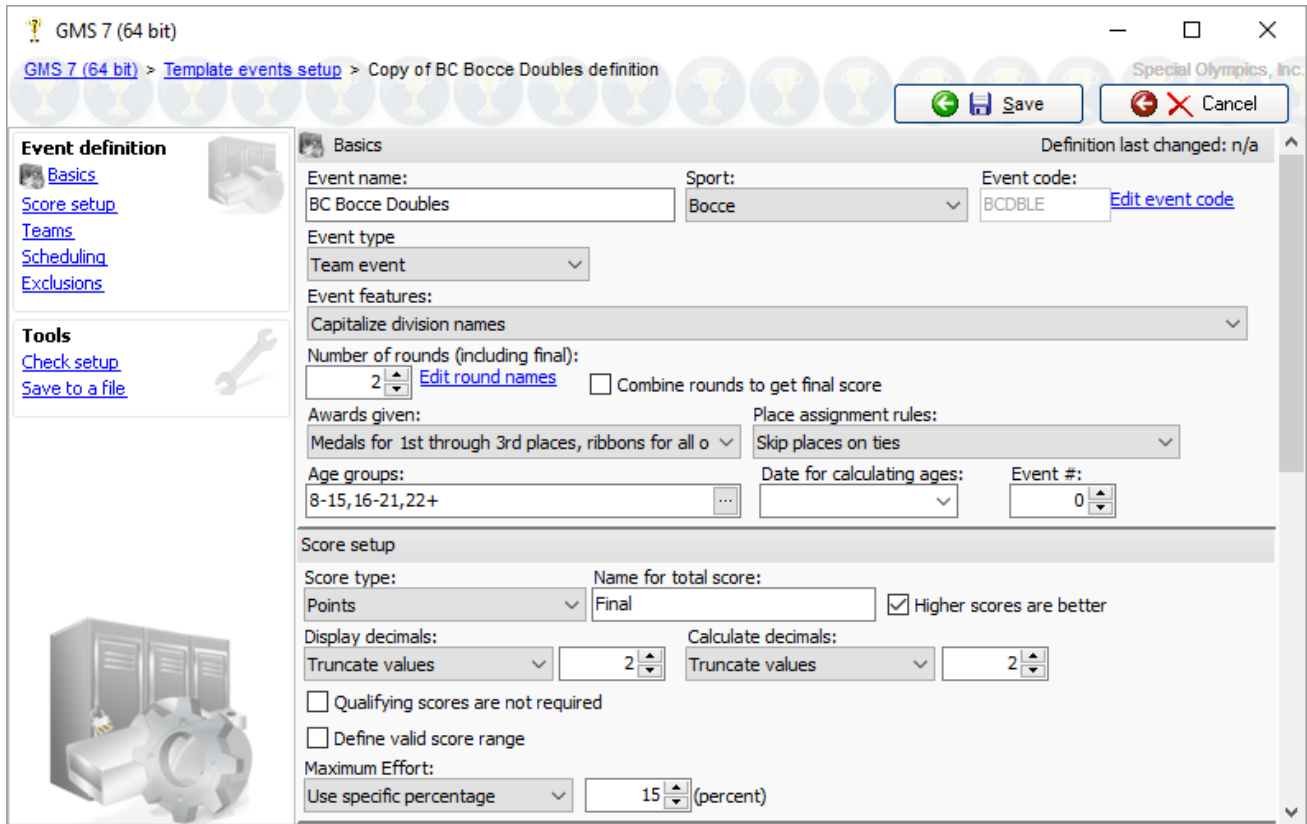 GMS 7 (64 bit)
GMS 7 (64 bit) > Template events setup > Copy of BC Bocce Doubles definition
Special Olympics, Inc.
Save Cancel
Event definition
Basics
Score setup
Teams
Scheduling
Exclusions
Tools
Check setup
Save to a file
Basics Definition last changed: n/a
Event name: Sport: Event code:
BC Bocce Doubles Bocce BCDBLE Edit event code
Event type
Team event
Event features:
Capitalize division names
Number of rounds (including final):
2 Edit round names Combine rounds to get final score
Awards given: Place assignment rules:
Medals for 1st through 3rd places, ribbons for all o Skip places on ties
Age groups: Date for calculating ages: Event #:
8-15,16-21,22+ ... 0
Score setup
Score type: Name for total score:
Points Final Higher scores are better
Display decimals: Calculate decimals:
Truncate values 2 Truncate values 2
Qualifying scores are not required
Define valid score range
Maximum Effort:
Use specific percentage 15 (percent)